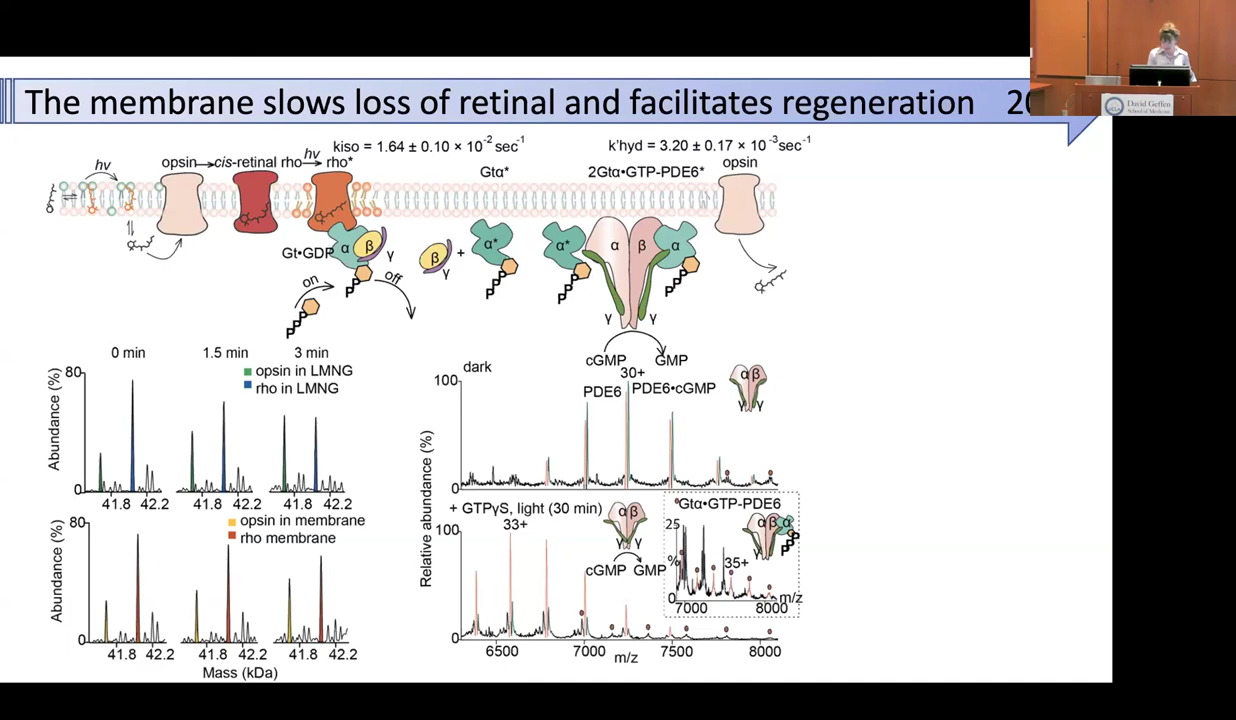 The membrane slows loss of retinal and facilitates regeneration 20
David Geffen
School of Medicine
kiso = 1.64 ± 0.10 × 10⁻² sec⁻¹
k'hyd = 3.20 ± 0.17 × 10⁻³ sec⁻¹
hv
opsin → cis-retinal rho hv → rho*
Gtα*
2Gtα•GTP-PDE6*
opsin
Gt•GDP
α β γ
β γ
+
α*
α*
α β
α
γ γ
on
off
P P P
P P P
P P P
P P P
P P P
cGMP GMP
0 min 1.5 min 3 min
opsin in LMNG
rho in LMNG
Abundance (%)
80
0
41.8 42.2 41.8 42.2 41.8 42.2
opsin in membrane
rho membrane
Abundance (%)
80
0
41.8 42.2 41.8 42.2 41.8 42.2
Mass (kDa)
dark
30+
PDE6 PDE6•cGMP
α β
γ γ
100
0
Relative abundance (%)
+ GTPγS, light (30 min)
33+
100
0
α β
γ γ
cGMP GMP
Gtα•GTP-PDE6
α β α
P P P
25
%
0
35+
7000 8000 m/z
6500 7000 7500 8000
m/z